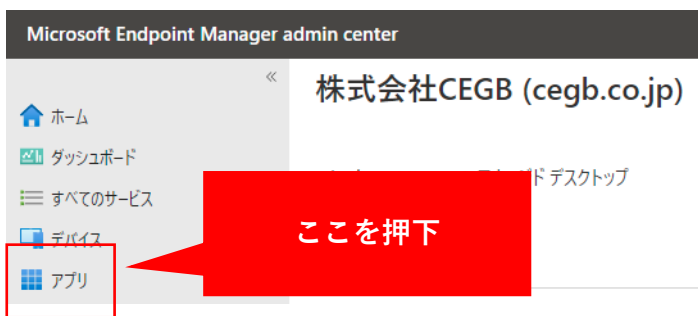 Microsoft Endpoint Manager admin center
«
株式会社CEGB (cegb.co.jp)
ホーム
ダッシュボード
すべてのサービス
デスクトップ
デバイス
アプリ
ここを押下